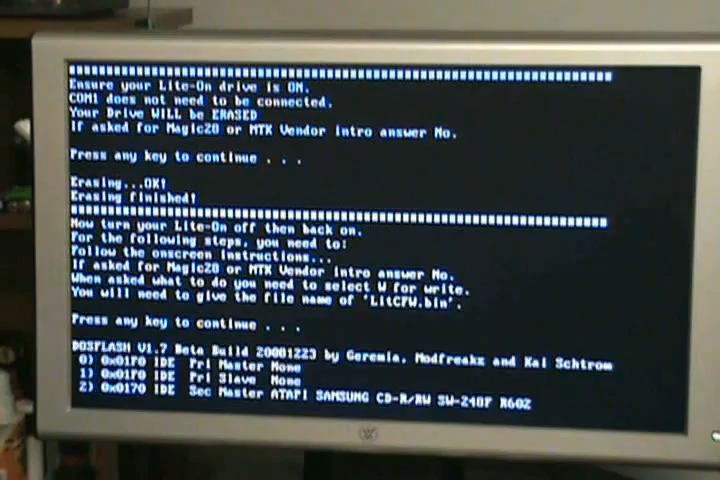 Ensure your Lite-On drive is ON.
COM1 does not need to be connected.
Your Drive WILL be ERASED
If asked for Magic28 or MTK Vendor intro answer No.
Press any key to continue . . .
Erasing...OK!
Erasing finished!
Now turn your Lite-On off then back on.
For the following steps, you need to:
Follow the onscreen instructions...
If asked for Magic28 or MTK Vendor intro answer No.
When asked what to do you need to select W for write.
You will need to give the file name of 'LitCFW.bin'.
Press any key to continue . . .
DOSFLASH V1.7 Beta Build 20081223 by Geremia, Modfreakz and Kai Schtrom
0) 0x01F0 IDE Pri Master None
1) 0x01F0 IDE Pri Slave None
2) 0x0170 IDE Sec Master ATAPI SAMSUNG CD-R/RW SW-248F R602